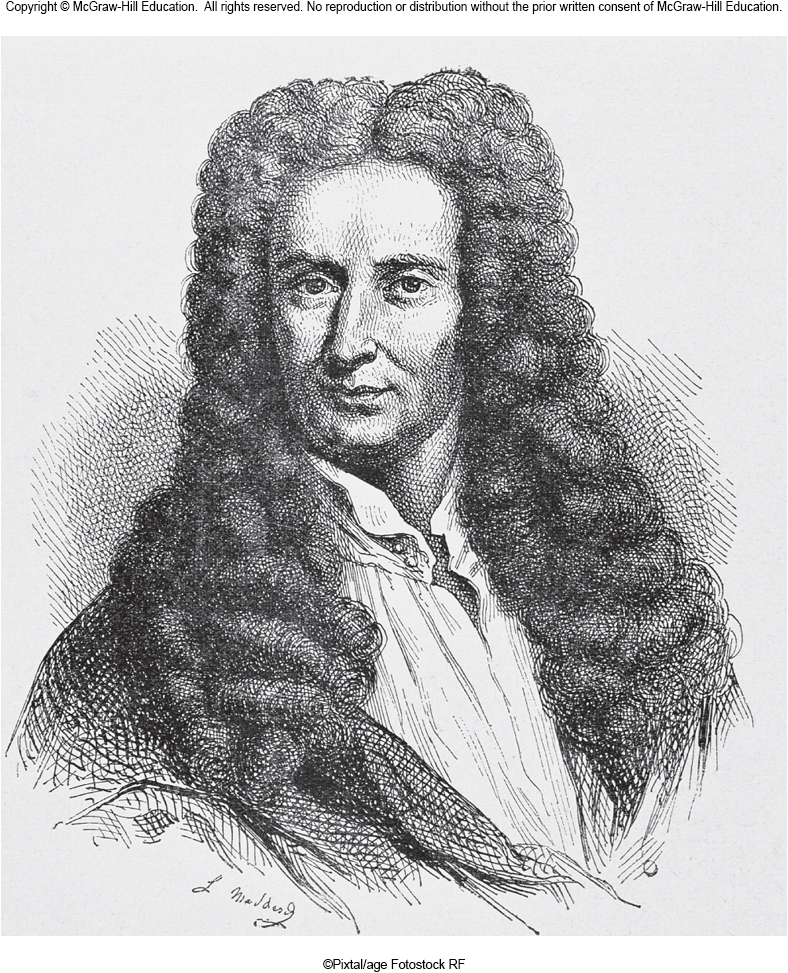 Copyright © McGraw-Hill Education.  All rights reserved. No reproduction or distribution without the prior written consent of McGraw-Hill Education.
©Pixtal/age Fotostock RF